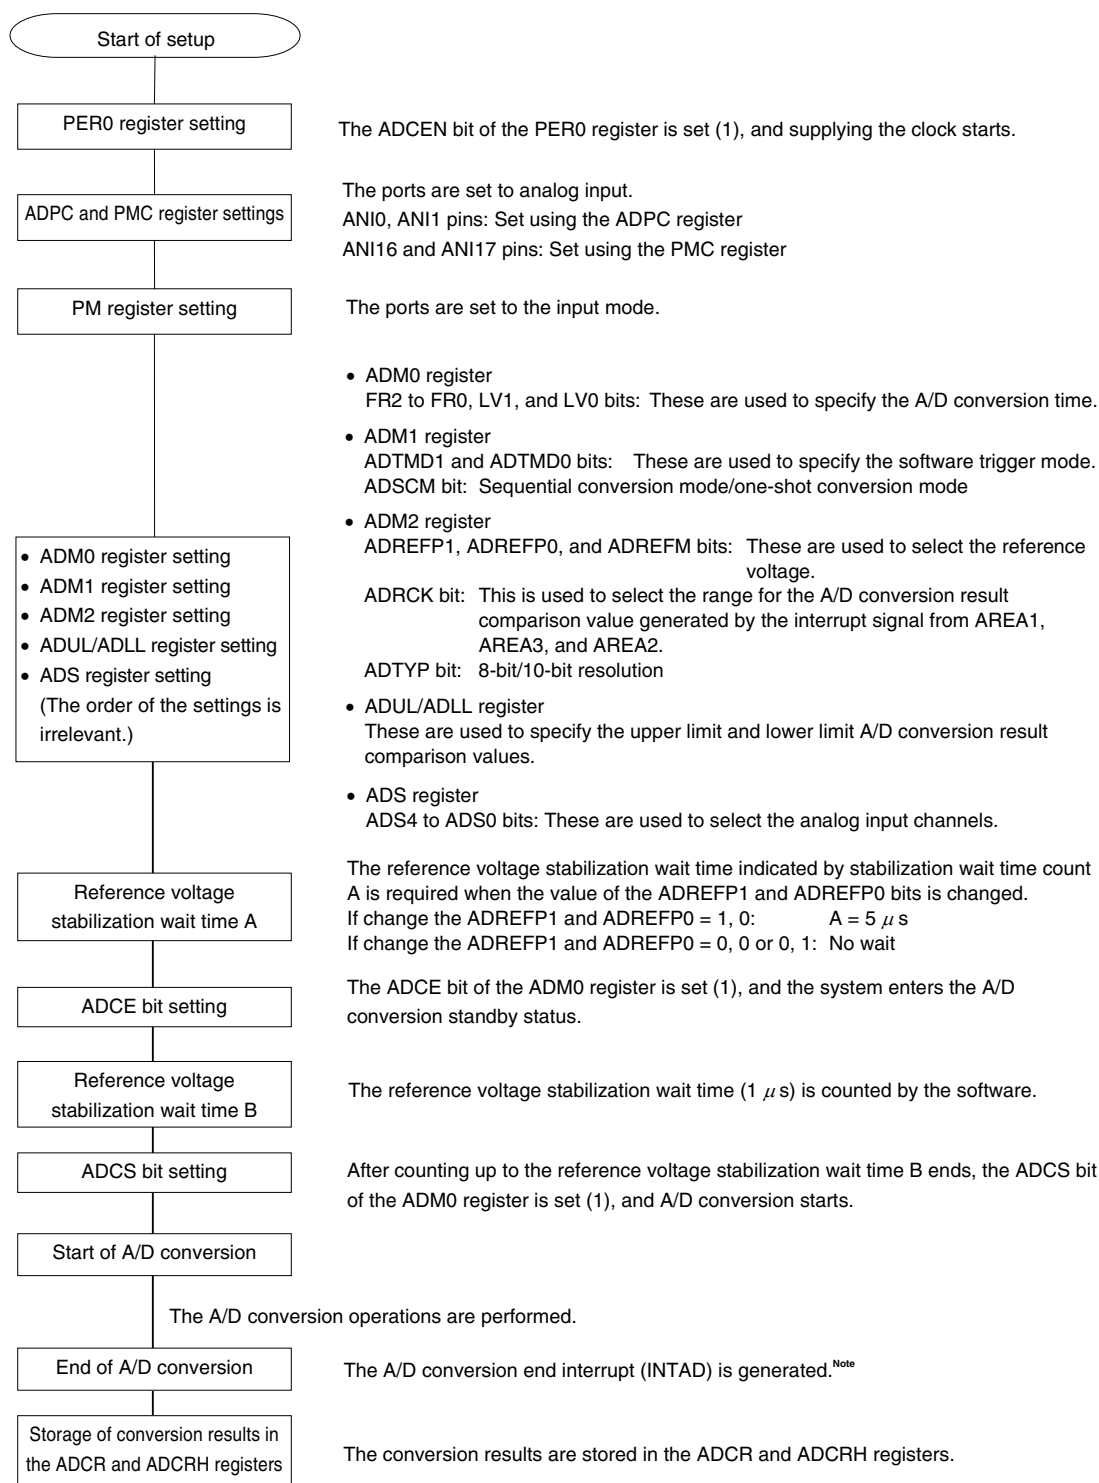 Start of setup
PER0 register setting
The ADCEN bit of the PER0 register is set (1), and supplying the clock starts.
ADPC and PMC register settings
The ports are set to analog input.
ANI0, ANI1 pins: Set using the ADPC register
ANI16 and ANI17 pins: Set using the PMC register
PM register setting
The ports are set to the input mode.
• ADM0 register setting
• ADM1 register setting
• ADM2 register setting
• ADUL/ADLL register setting
• ADS register setting
(The order of the settings is
irrelevant.)
• ADM0 register
FR2 to FR0, LV1, and LV0 bits: These are used to specify the A/D conversion time.
• ADM1 register
ADTMD1 and ADTMD0 bits: These are used to specify the software trigger mode.
ADSCM bit: Sequential conversion mode/one-shot conversion mode
• ADM2 register
ADREFP1, ADREFP0, and ADREFM bits: These are used to select the reference
voltage.
ADRCK bit: This is used to select the range for the A/D conversion result
comparison value generated by the interrupt signal from AREA1,
AREA3, and AREA2.
ADTYP bit: 8-bit/10-bit resolution
• ADUL/ADLL register
These are used to specify the upper limit and lower limit A/D conversion result
comparison values.
• ADS register
ADS4 to ADS0 bits: These are used to select the analog input channels.
Reference voltage
stabilization wait time A
The reference voltage stabilization wait time indicated by stabilization wait time count
A is required when the value of the ADREFP1 and ADREFP0 bits is changed.
If change the ADREFP1 and ADREFP0 = 1, 0: A = 5 μ s
If change the ADREFP1 and ADREFP0 = 0, 0 or 0, 1: No wait
ADCE bit setting
The ADCE bit of the ADM0 register is set (1), and the system enters the A/D
conversion standby status.
Reference voltage
stabilization wait time B
The reference voltage stabilization wait time (1 μ s) is counted by the software.
ADCS bit setting
After counting up to the reference voltage stabilization wait time B ends, the ADCS bit
of the ADM0 register is set (1), and A/D conversion starts.
Start of A/D conversion
The A/D conversion operations are performed.
End of A/D conversion
The A/D conversion end interrupt (INTAD) is generated.Note
Storage of conversion results in
the ADCR and ADCRH registers
The conversion results are stored in the ADCR and ADCRH registers.